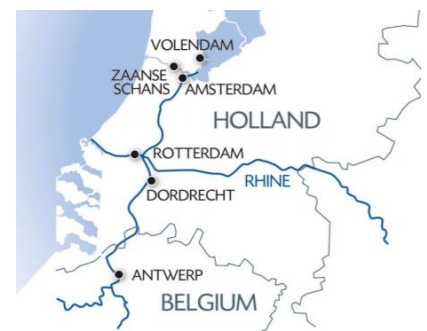 VOLENDAM
ZAANSE
SCHANS
AMSTERDAM
HOLLAND
ROTTERDAM
RHINE
DORDRECHT
ANTWERP
BELGIUM